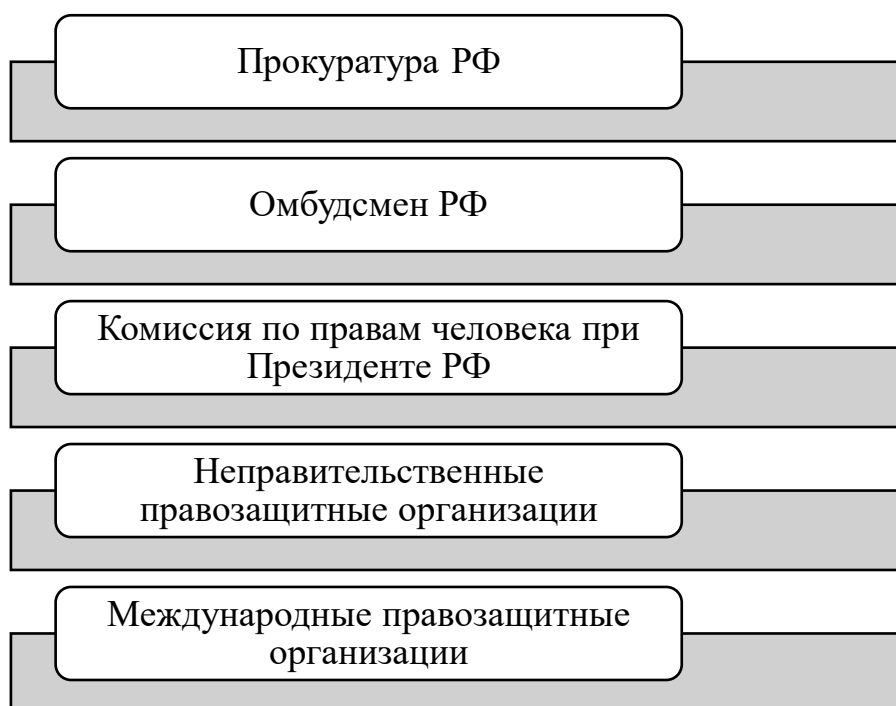 Прокуратура РФ
Омбудсмен РФ
Комиссия по правам человека при
Президенте РФ
Неправительственные
правозащитные организации
Международные правозащитные
организации